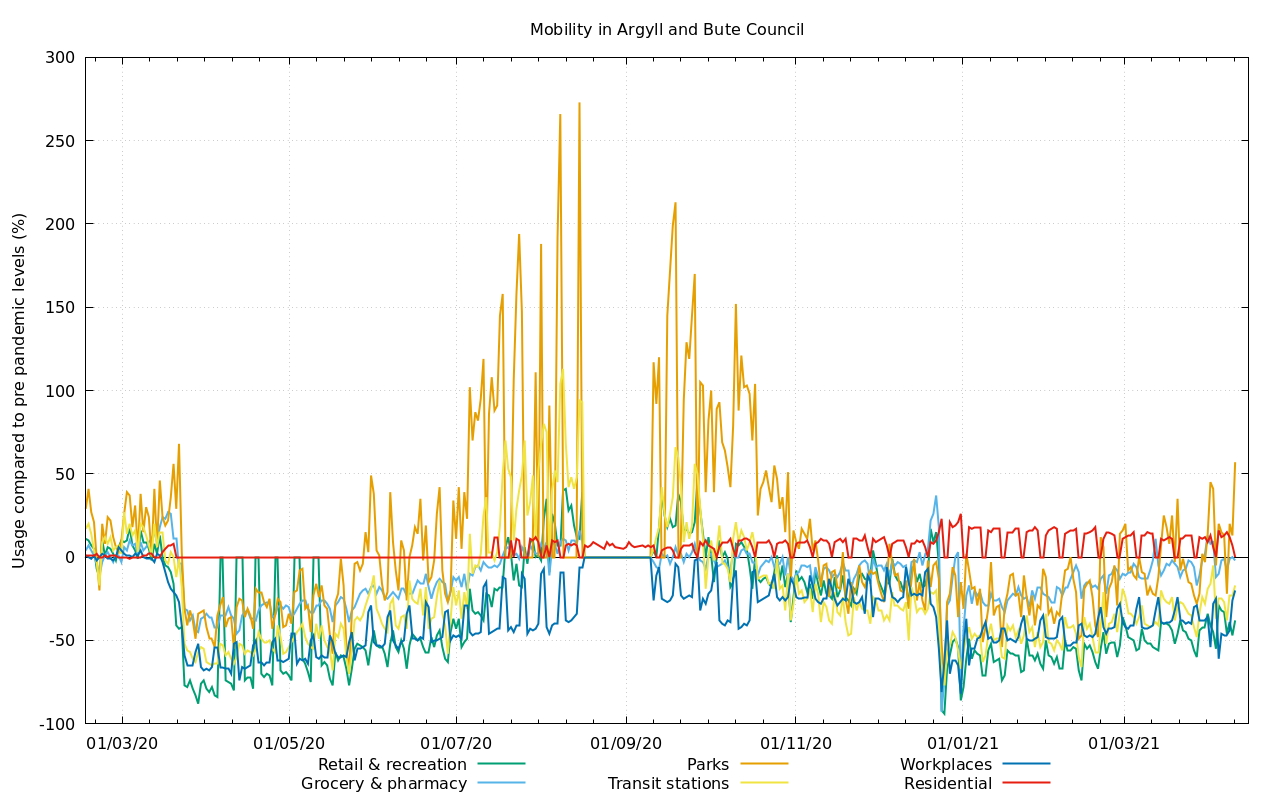 Mobility in Argyll and Bute Council
Usage compared to pre pandemic levels (%)
300
250
200
150
100
50
0
-50
-100
01/03/20 01/05/20 01/07/20 01/09/20 01/11/20 01/01/21 01/03/21
Retail & recreation Parks Workplaces
Grocery & pharmacy Transit stations Residential